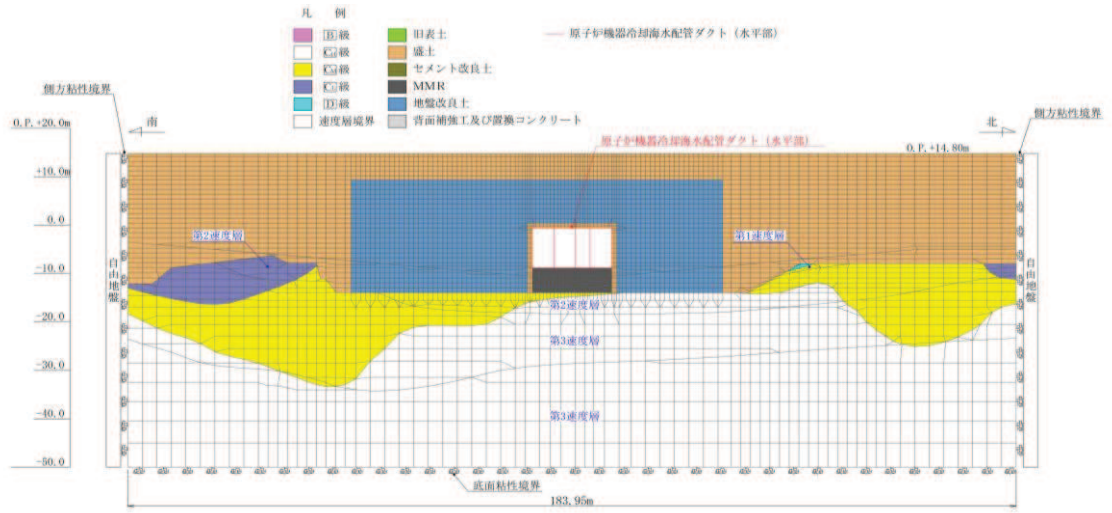 凡 例
B級
旧表土
原子炉機器冷却海水配管ダクト（水平部）
CH級
盛土
CM級
セメント改良土
CL級
MMR
D級
地盤改良土
速度層境界
背面補強工及び置換コンクリート
側方粘性境界
側方粘性境界
O.P.+20.0m
南
北
原子炉機器冷却海水配管ダクト（水平部）
O.P.+14.80m
+10.0m
0.0
第2速度層
第1速度層
-10.0
自由地盤
自由地盤
第2速度層
-20.0
第3速度層
-30.0
第3速度層
-40.0
-50.0
底面粘性境界
183.95m